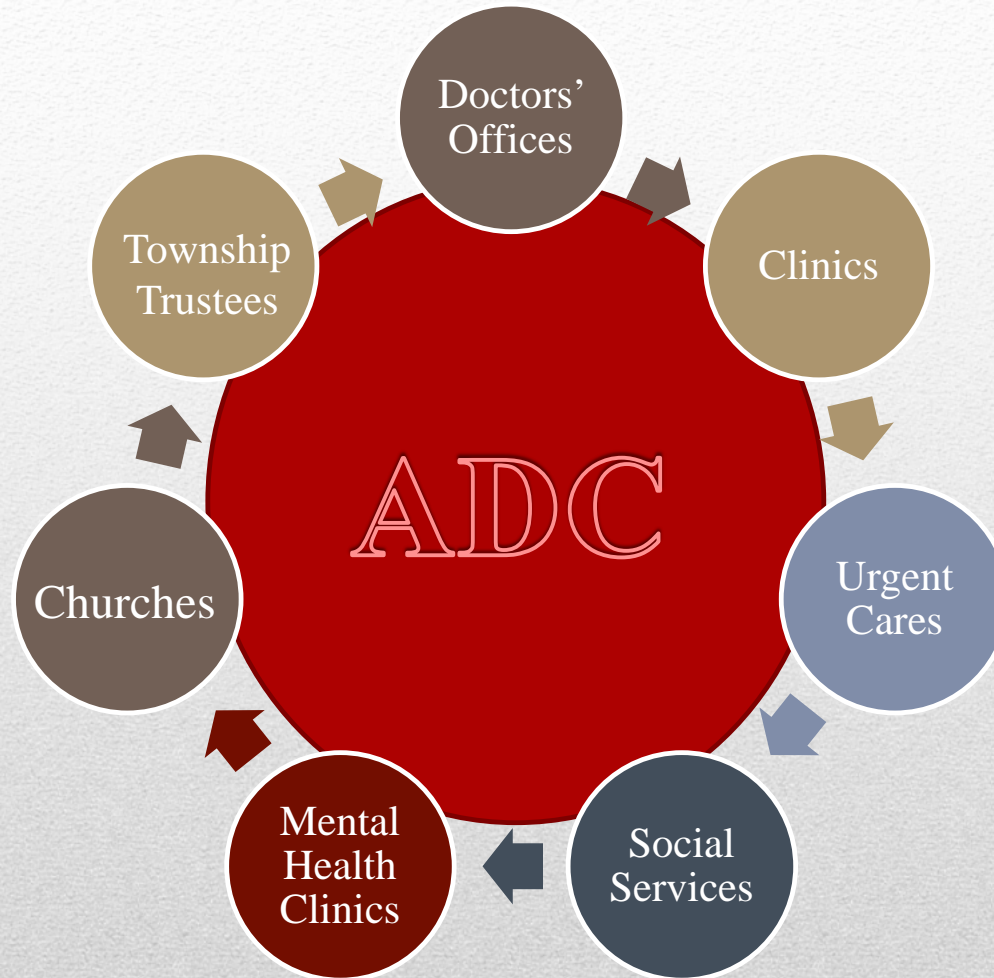 Doctors’
Offices
Clinics
Urgent
Cares
Social
Services
Mental
Health
Clinics
Churches
Township
Trustees
ADC